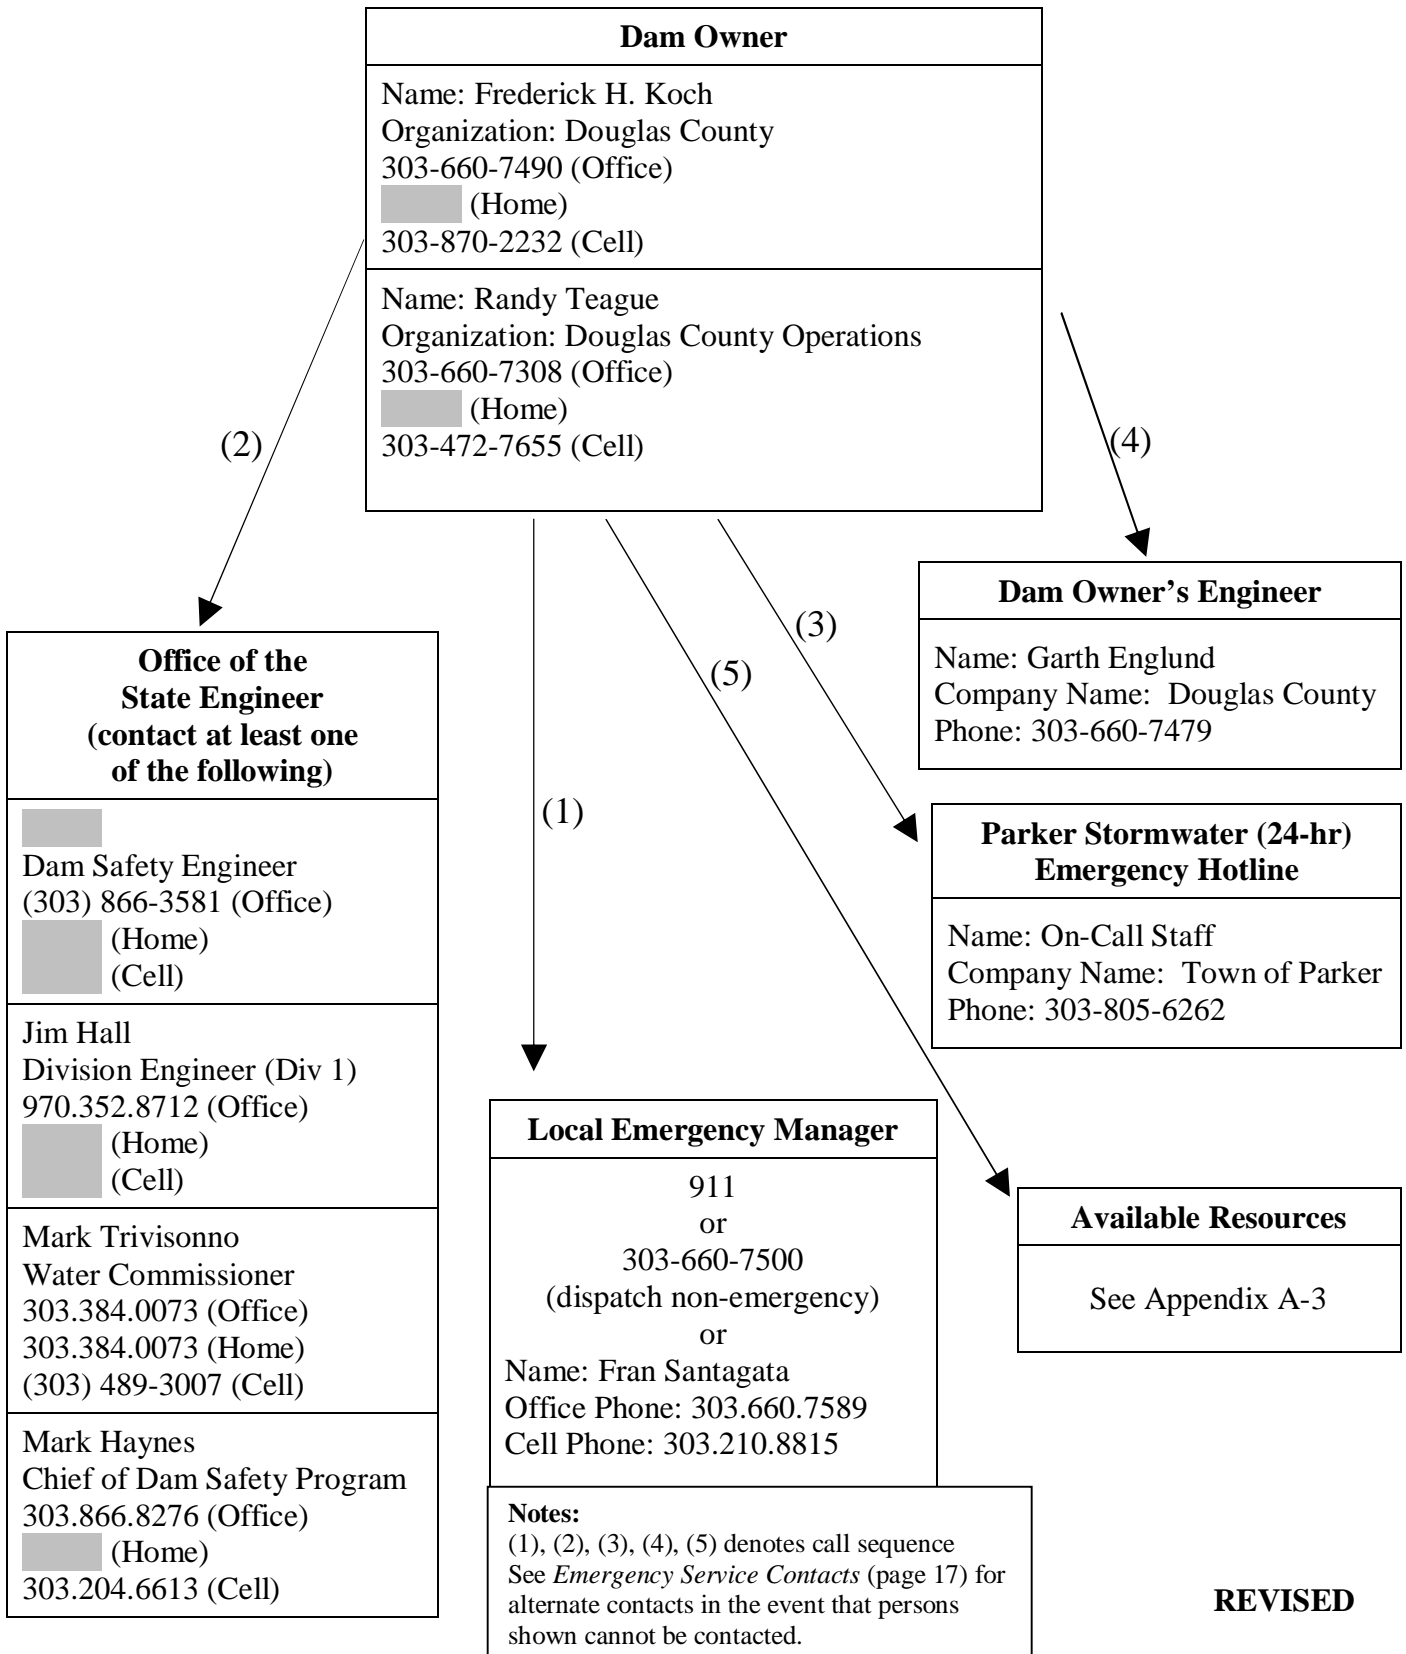 Dam Owner
Name: Frederick H. Koch
Organization: Douglas County
303-660-7490 (Office)
(Home)
303-870-2232 (Cell)
Name: Randy Teague
Organization: Douglas County Operations
303-660-7308 (Office)
(Home)
303-472-7655 (Cell)
(2)
(4)
(3)
(5)
(1)
Office of the
State Engineer
(contact at least one
of the following)
Dam Safety Engineer
(303) 866-3581 (Office)
(Home)
(Cell)
Jim Hall
Division Engineer (Div 1)
970.352.8712 (Office)
(Home)
(Cell)
Mark Trivisonno
Water Commissioner
303.384.0073 (Office)
303.384.0073 (Home)
(303) 489-3007 (Cell)
Mark Haynes
Chief of Dam Safety Program
303.866.8276 (Office)
(Home)
303.204.6613 (Cell)
Dam Owner’s Engineer
Name: Garth Englund
Company Name:  Douglas County
Phone: 303-660-7479
Parker Stormwater (24-hr)
Emergency Hotline
Name: On-Call Staff
Company Name:  Town of Parker
Phone: 303-805-6262
Local Emergency Manager
911
or
303-660-7500
(dispatch non-emergency)
or
Name: Fran Santagata
Office Phone: 303.660.7589
Cell Phone: 303.210.8815
Available Resources
See Appendix A-3
Notes:
(1), (2), (3), (4), (5) denotes call sequence
See Emergency Service Contacts (page 17) for
alternate contacts in the event that persons
shown cannot be contacted.
REVISED